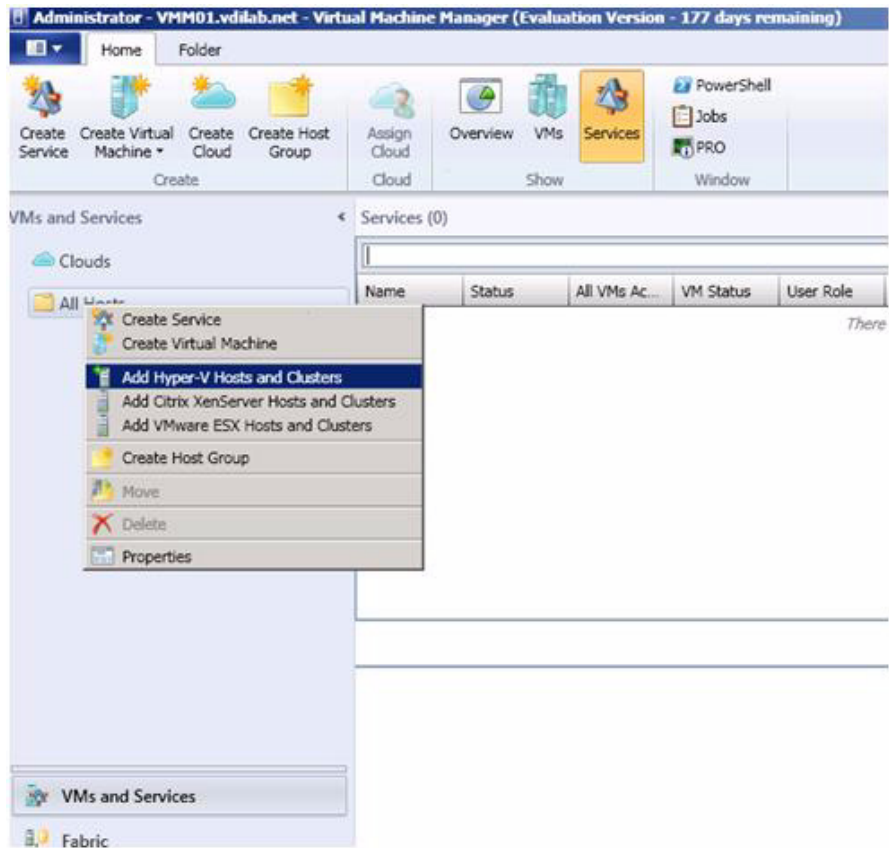 Administrator - VMM01.vdilab.net - Virtual Machine Manager (Evaluation Version - 177 days remaining)
Home Folder
Create Service
Create Virtual Machine
Create Cloud
Create Host Group
Assign Cloud
Overview
VMs
Services
PowerShell
Jobs
PRO
Create
Cloud
Show
Window
VMs and Services
Services (0)
Clouds
All Hosts
Name Status All VMs Ac... VM Status User Role
There
Create Service
Create Virtual Machine
Add Hyper-V Hosts and Clusters
Add Citrix XenServer Hosts and Clusters
Add VMware ESX Hosts and Clusters
Create Host Group
Move
Delete
Properties
VMs and Services
Fabric